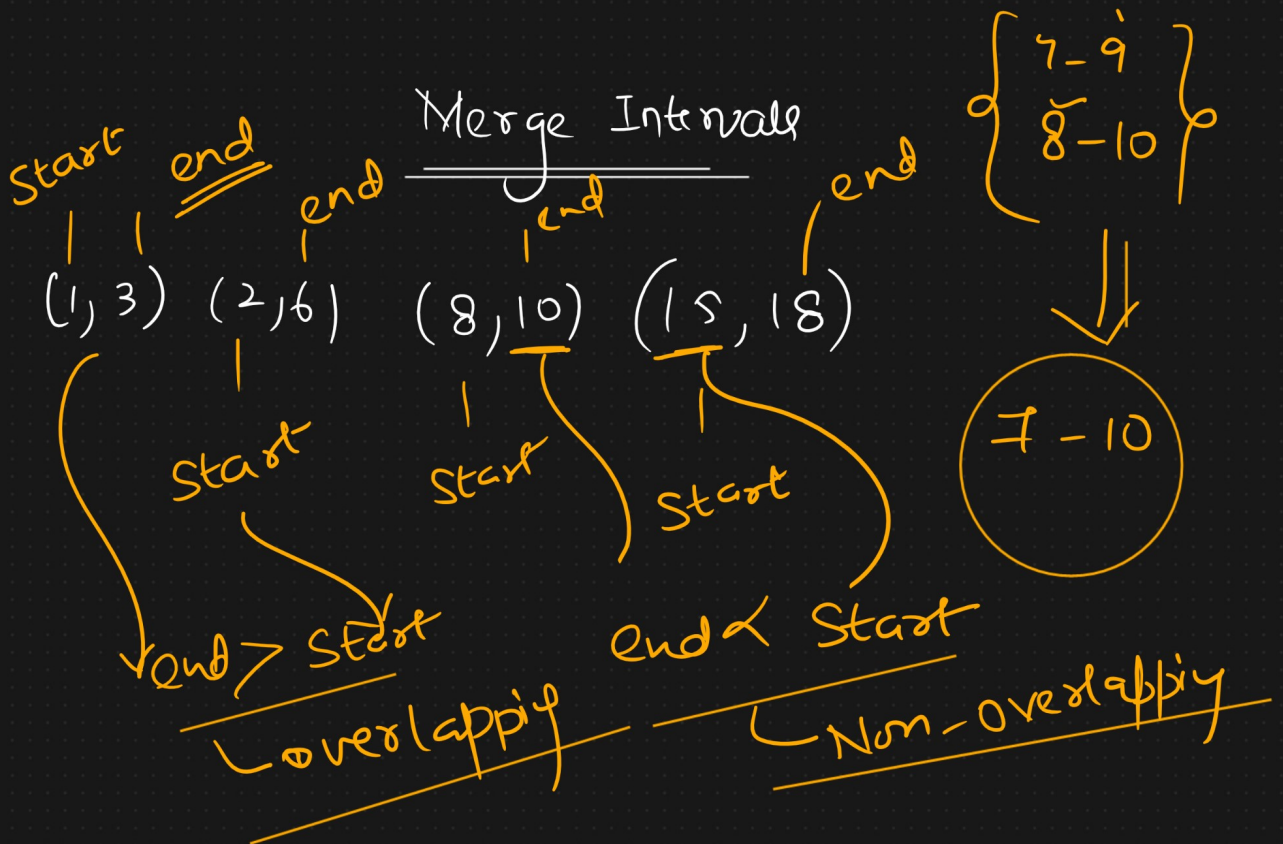 Merge Intervals
7-9
8-10
start end end end end
(1, 3) (2, 6) (8, 10) (15, 18)
7-10
Start Start Start
end > Start end < Start
overlapping Non-overlapping